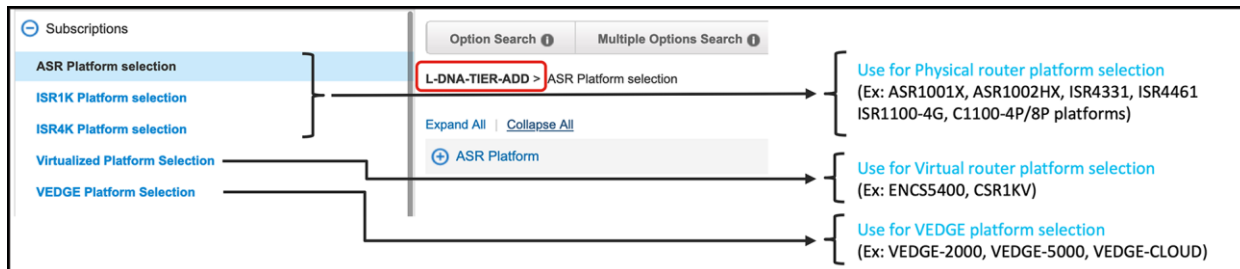 Subscriptions
ASR Platform selection
ISR1K Platform selection
ISR4K Platform selection
Virtualized Platform Selection
VEDGE Platform Selection
Option Search
Multiple Options Search
L-DNA-TIER-ADD > ASR Platform selection
Expand All | Collapse All
ASR Platform
Use for Physical router platform selection
(Ex: ASR1001X, ASR1002HX, ISR4331, ISR4461
ISR1100-4G, C1100-4P/8P platforms)
Use for Virtual router platform selection
(Ex: ENCS5400, CSR1KV)
Use for VEDGE platform selection
(Ex: VEDGE-2000, VEDGE-5000, VEDGE-CLOUD)